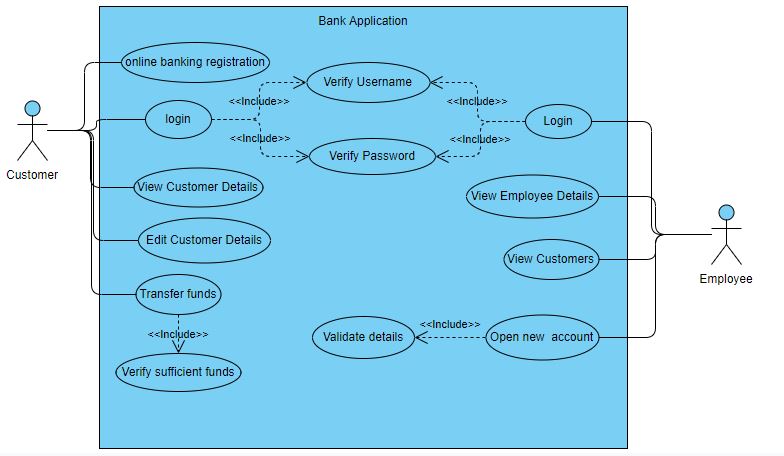 Bank Application
online banking registration
Verify Username
<<Include>>
<<Include>>
login
Login
<<Include>>
<<Include>>
Verify Password
Customer
View Customer Details
View Employee Details
Edit Customer Details
View Customers
Employee
Transfer funds
<<Include>>
<<Include>>
Validate details
Open new account
Verify sufficient funds